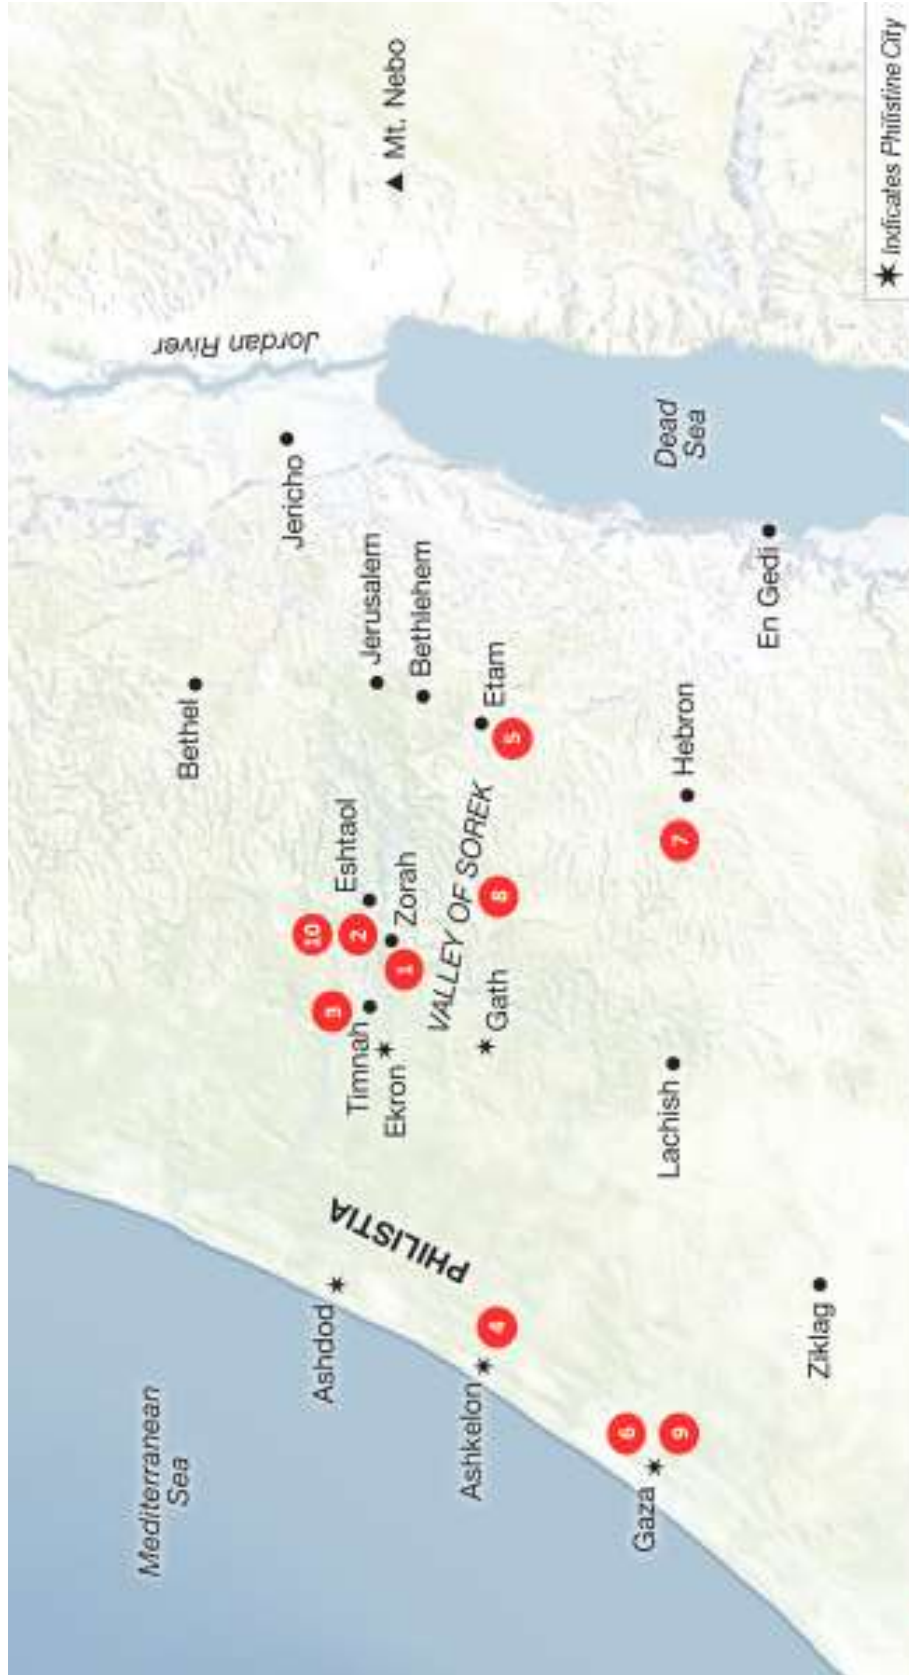 Mediterranean
Sea
Bethel
Jordan River
Jericho
10
Ashdod
3
Eshtaol
2
Timnah
Jerusalem
Mt. Nebo
Ekron
1
Zorah
PHILISTIA
Bethlehem
VALLEY OF SOREK
Ashkelon
4
Gath
8
Etam
5
6
Gaza
9
Lachish
7
Hebron
Dead
Sea
En Gedi
Ziklag
Indicates Philistine City